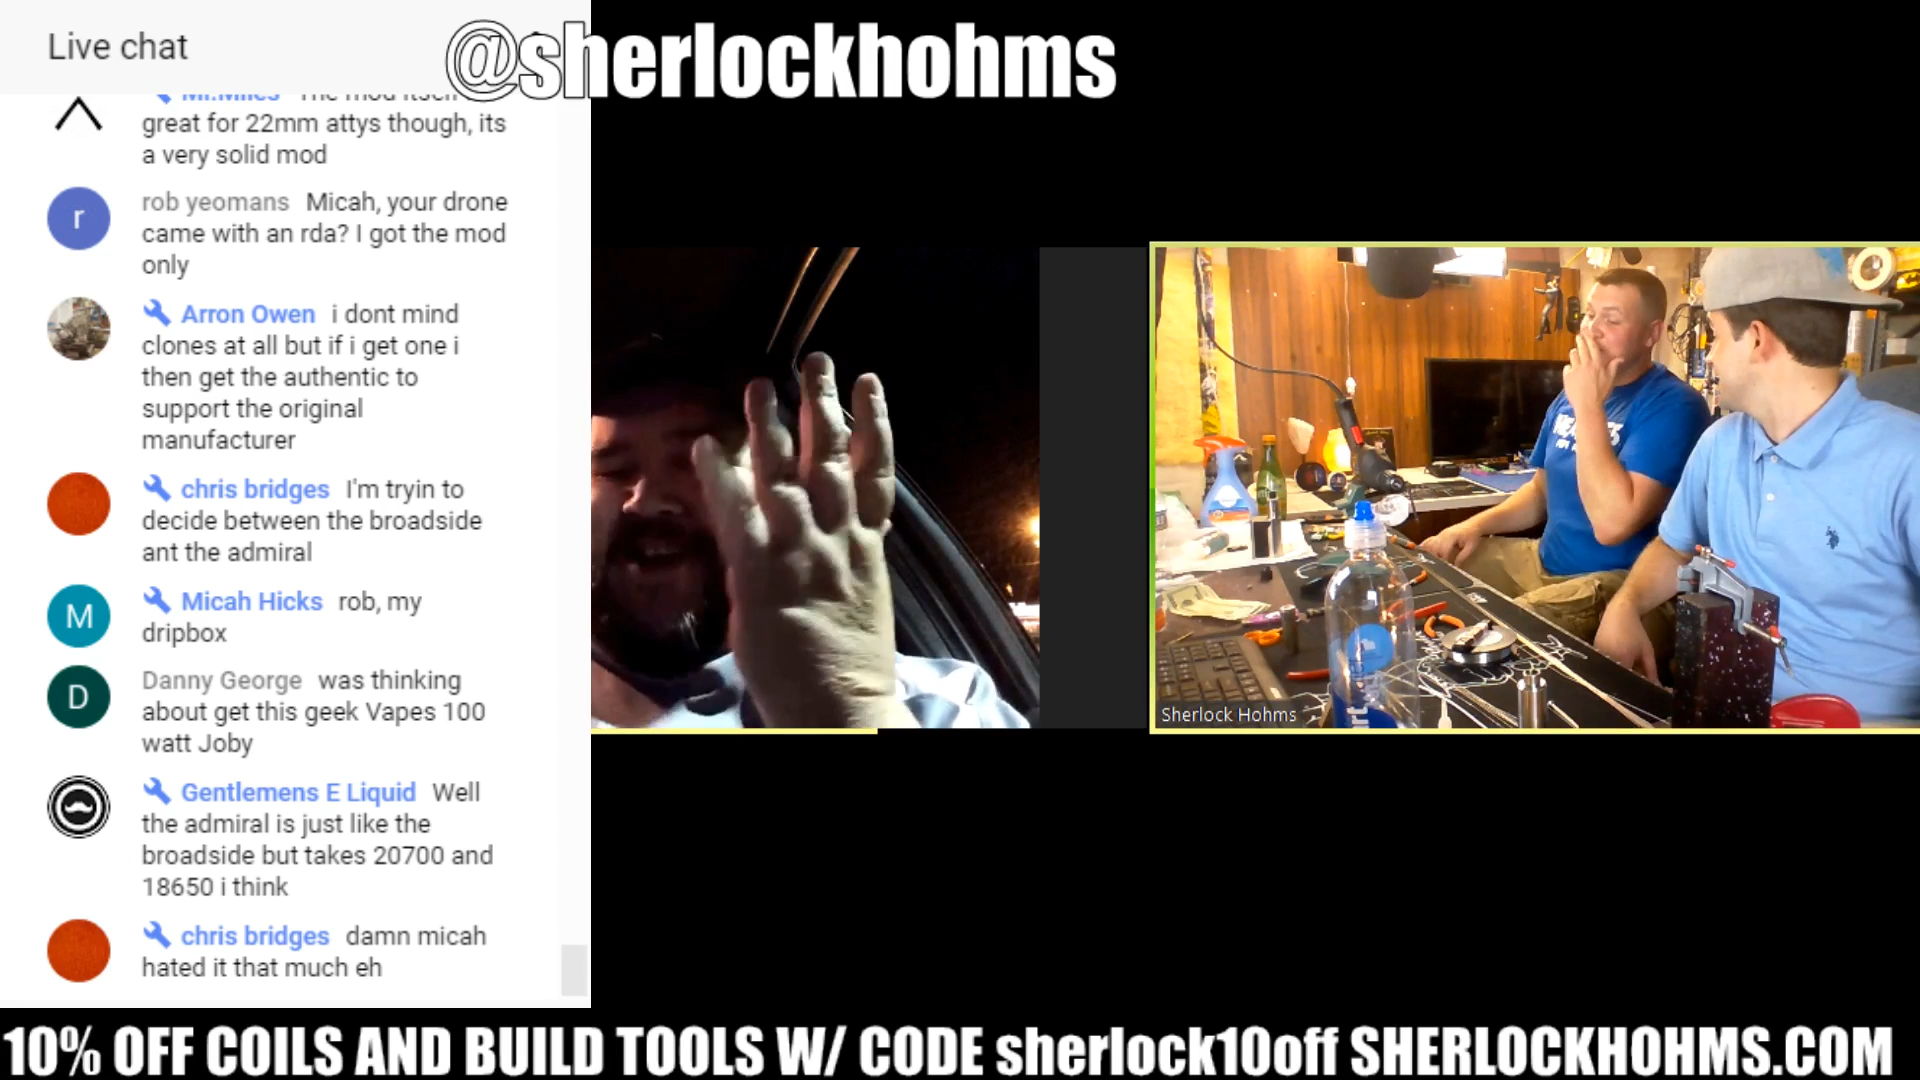 @sherlockhohms
Live chat
Mr.Miles The mod itself
great for 22mm attys though, its
a very solid mod
r
rob yeomans Micah, your drone
came with an rda? I got the mod
only
Arron Owen i dont mind
clones at all but if i get one i
then get the authentic to
support the original
manufacturer
chris bridges I'm tryin to
decide between the broadside
ant the admiral
M
Micah Hicks rob, my
dripbox
D
Danny George was thinking
about get this geek Vapes 100
watt Joby
Gentlemens E Liquid Well
the admiral is just like the
broadside but takes 20700 and
18650 i think
chris bridges damn micah
hated it that much eh
Sherlock Hohms
10% OFF COILS AND BUILD TOOLS W/ CODE sherlock10off SHERLOCKHOHMS.COM